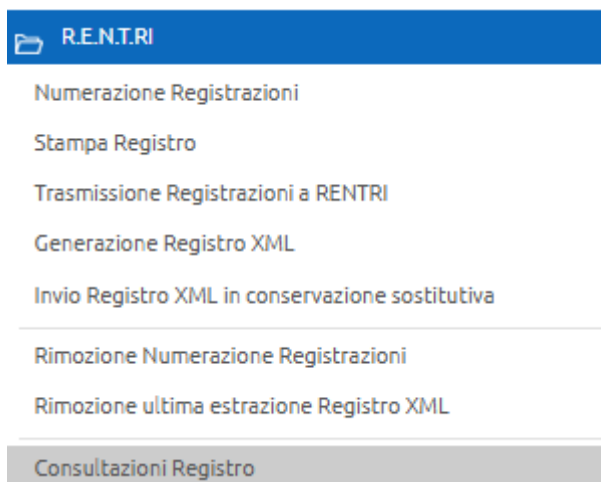 R.E.N.T.RI
Numerazione Registrazioni
Stampa Registro
Trasmissione Registrazioni a RENTRI
Generazione Registro XML
Invio Registro XML in conservazione sostitutiva
Rimozione Numerazione Registrazioni
Rimozione ultima estrazione Registro XML
Consultazioni Registro